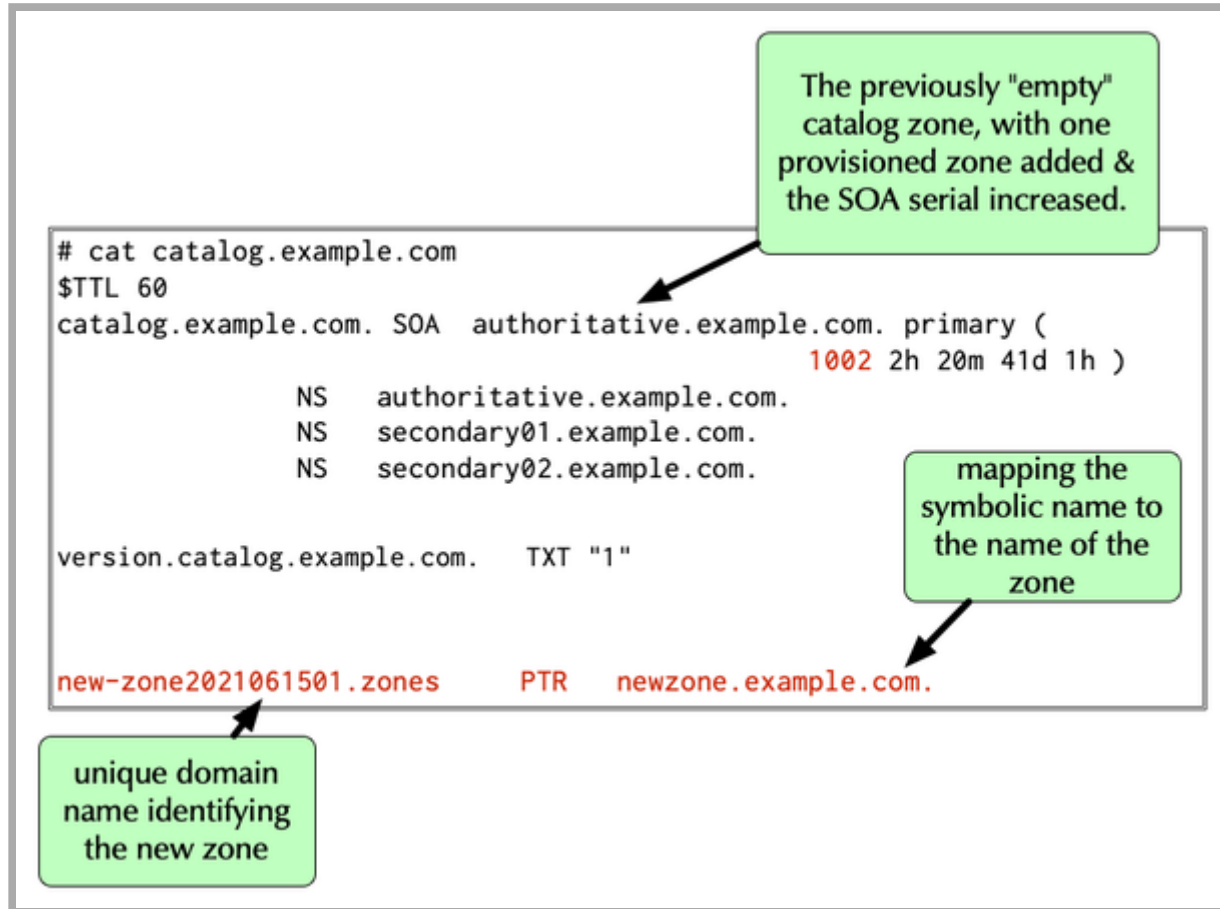 The previously "empty"
catalog zone, with one
provisioned zone added &
the SOA serial increased.
# cat catalog.example.com
$TTL 60
catalog.example.com. SOA authoritative.example.com. primary (
1002 2h 20m 41d 1h )
NS authoritative.example.com.
NS secondary01.example.com.
NS secondary02.example.com.
mapping the
symbolic name to
the name of the
zone
version.catalog.example.com. TXT "1"
new-zone2021061501.zones PTR newzone.example.com.
unique domain
name identifying
the new zone